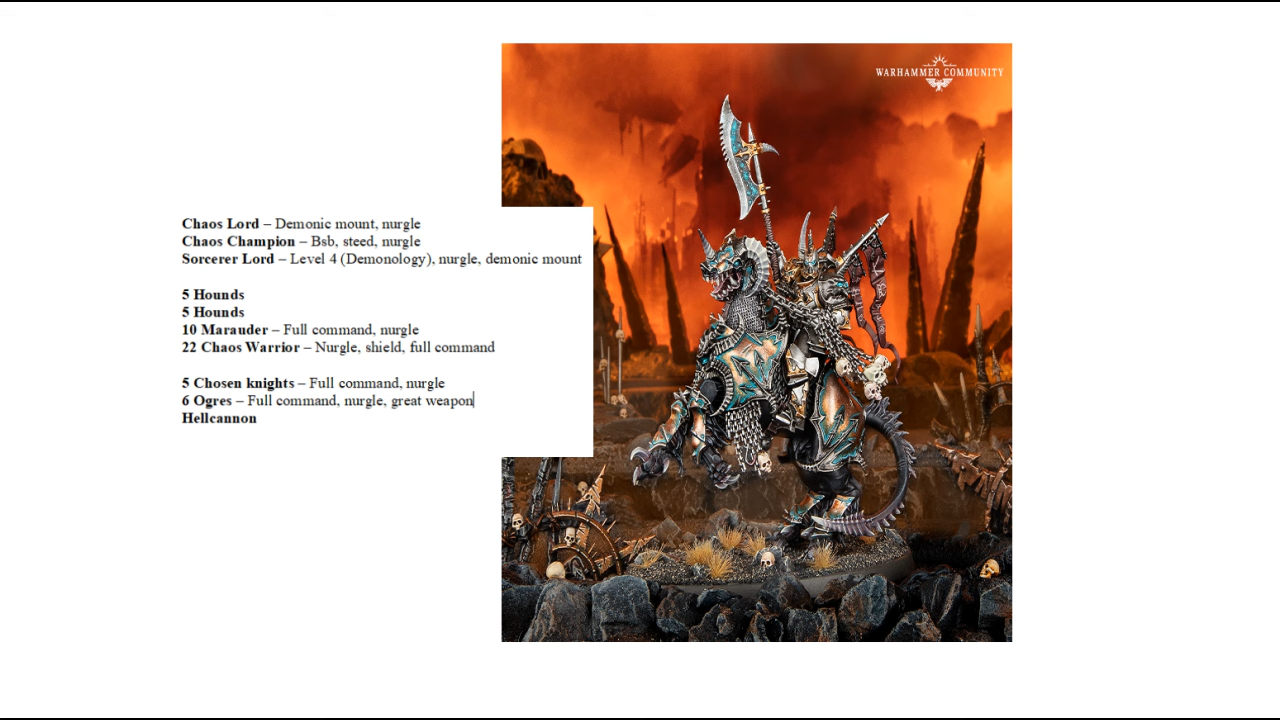 WARHAMMER COMMUNITY
Chaos Lord – Demonic mount, nurgle
Chaos Champion – Bsb, steed, nurgle
Sorcerer Lord – Level 4 (Demonology), nurgle, demonic mount
5 Hounds
5 Hounds
10 Marauder – Full command, nurgle
22 Chaos Warrior – Nurgle, shield, full command
5 Chosen knights – Full command, nurgle
6 Ogres – Full command, nurgle, great weapon
Hellcannon